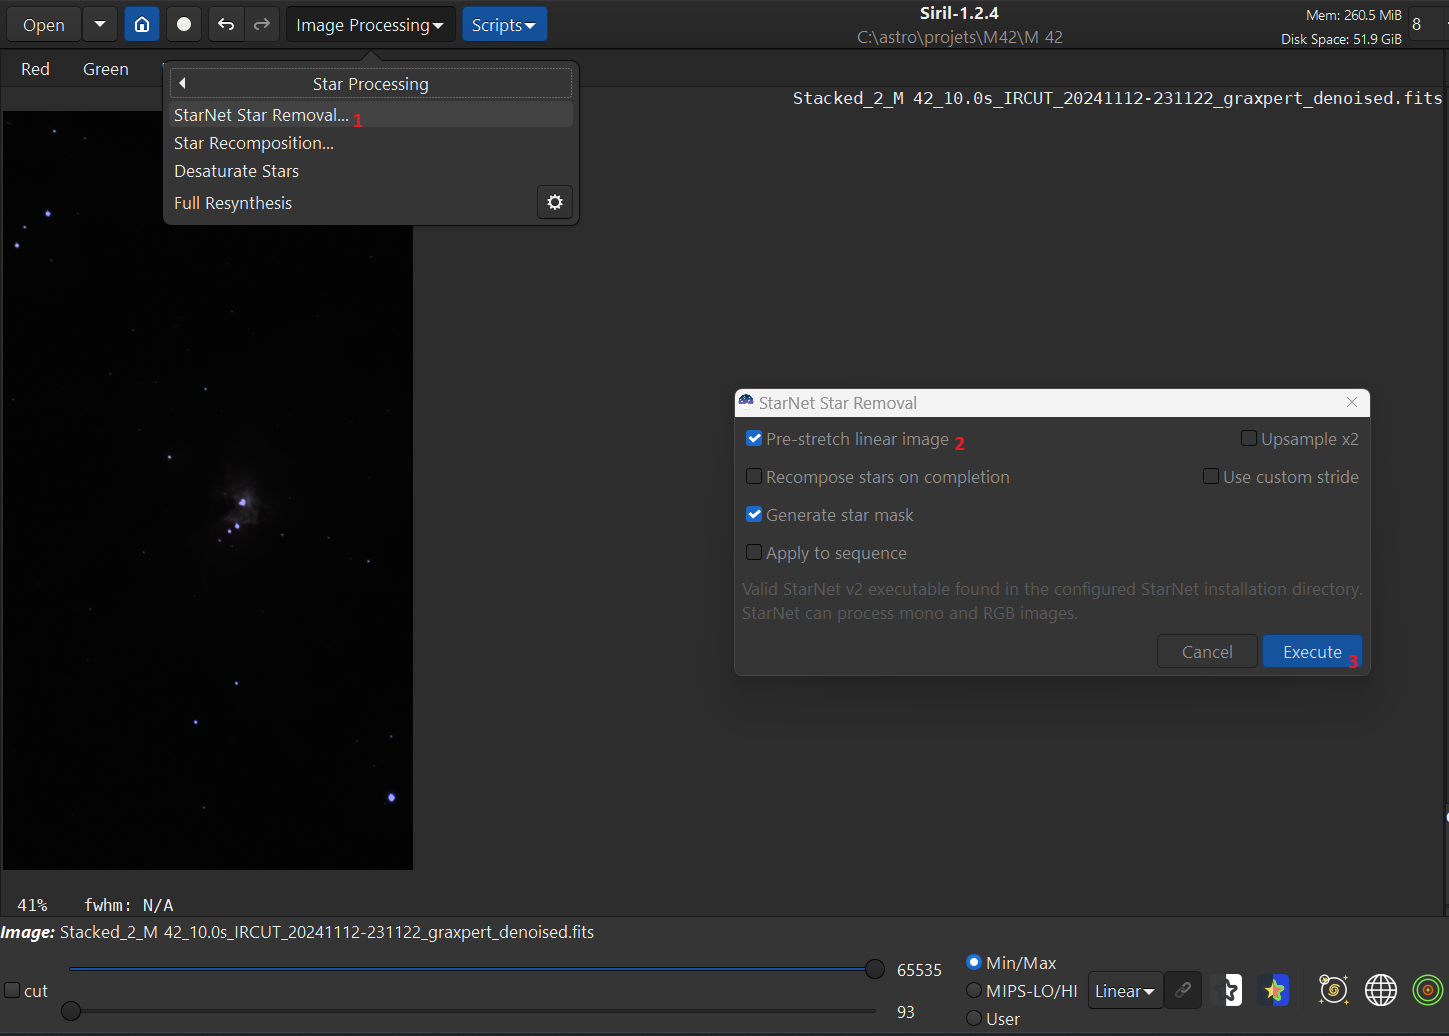 Open
Image Processing
Scripts
Siril-1.2.4
C:\astro\projets\M42\M 42
Mem: 260.5 MiB
Disk Space: 51.9 GiB
8
Red
Green
Star Processing
Stacked_2_M 42_10.0s_IRCUT_20241112-231122_graxpert_denoised.fits
StarNet Star Removal... 1
Star Recomposition...
Desaturate Stars
Full Resynthesis
StarNet Star Removal
Pre-stretch linear image 2
Upsample x2
Recompose stars on completion
Use custom stride
Generate star mask
Apply to sequence
Valid StarNet v2 executable found in the configured StarNet installation directory.
StarNet can process mono and RGB images.
Cancel
Execute 3
41% fwhm: N/A
Image: Stacked_2_M 42_10.0s_IRCUT_20241112-231122_graxpert_denoised.fits
cut
65535
93
Min/Max
MIPS-LO/HI
User
Linear